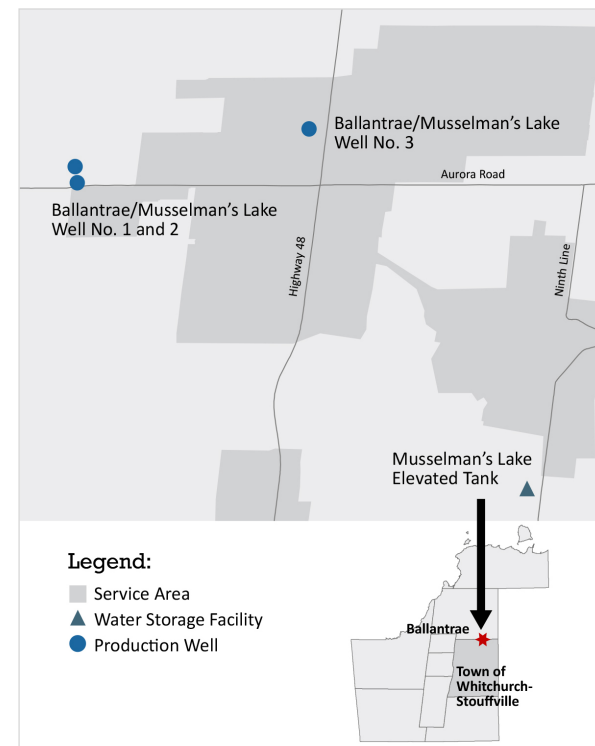 Ballantrae/Musselman's Lake
Well No. 3
Aurora Road
Ballantrae/Musselman's Lake
Well No. 1 and 2
Highway 48
Ninth Line
Musselman's Lake
Elevated Tank
Legend:
Service Area
Water Storage Facility
Production Well
Ballantrae
Town of
Whitchurch-
Stouffville